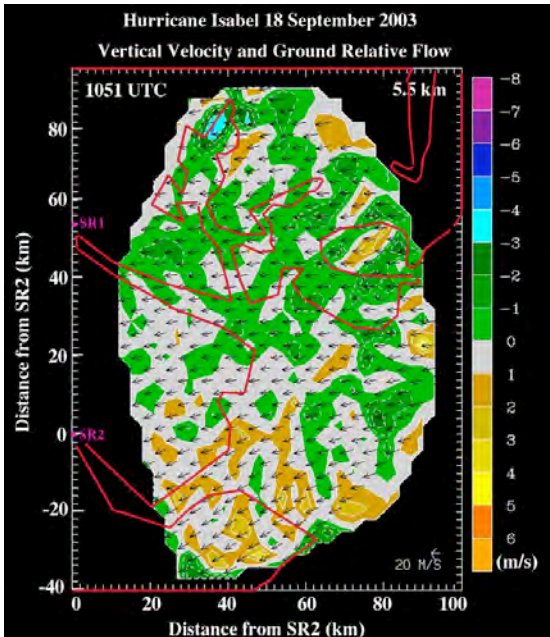 Hurricane Isabel 18 September 2003
Vertical Velocity and Ground Relative Flow
1051 UTC
5.5 km
80
60
40
20
0
-20
-40
SR1
SR2
Distance from SR2 (km)
0
20
40
60
80
100
Distance from SR2 (km)
20 M/S
-8
-7
-6
-5
-4
-3
-2
-1
0
1
2
3
4
5
6
(m/s)